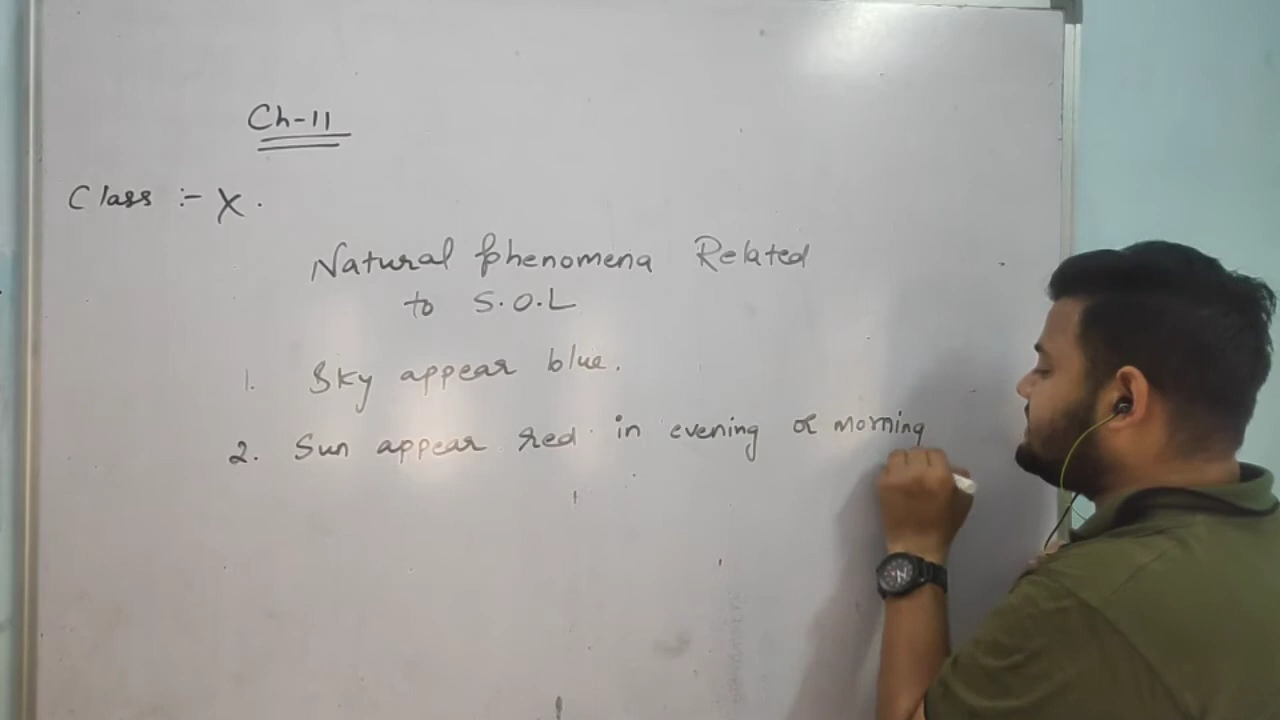 Ch-11
Class :- X.
Natural phenomena Related
to S.O.L
1. Sky appear blue.
2. Sun appear red in evening or morning